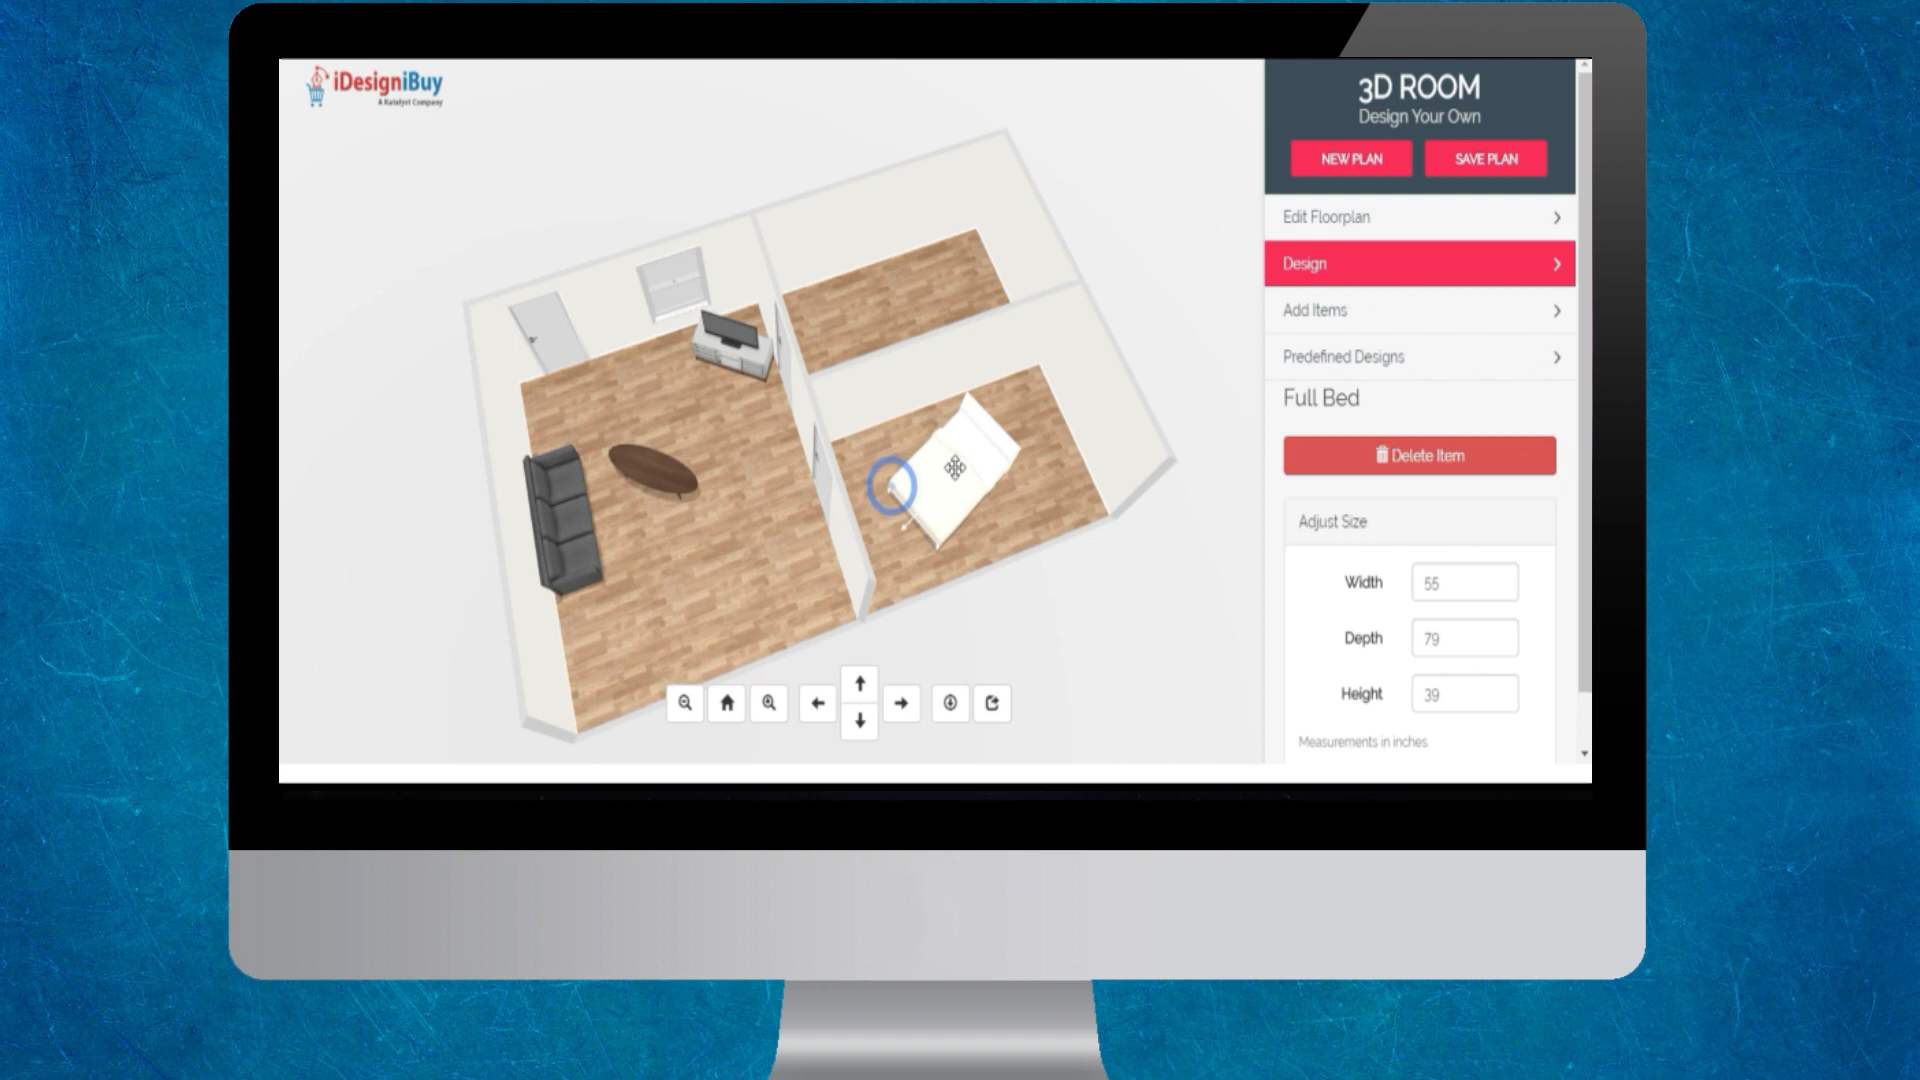 iDesigniBuy
A Katalyst Company
3D ROOM
Design Your Own
NEW PLAN
SAVE PLAN
Edit Floorplan
Design
Add Items
Predefined Designs
Full Bed
Delete Item
Adjust Size
Width 55
Depth 79
Height 39
Measurements in inches.